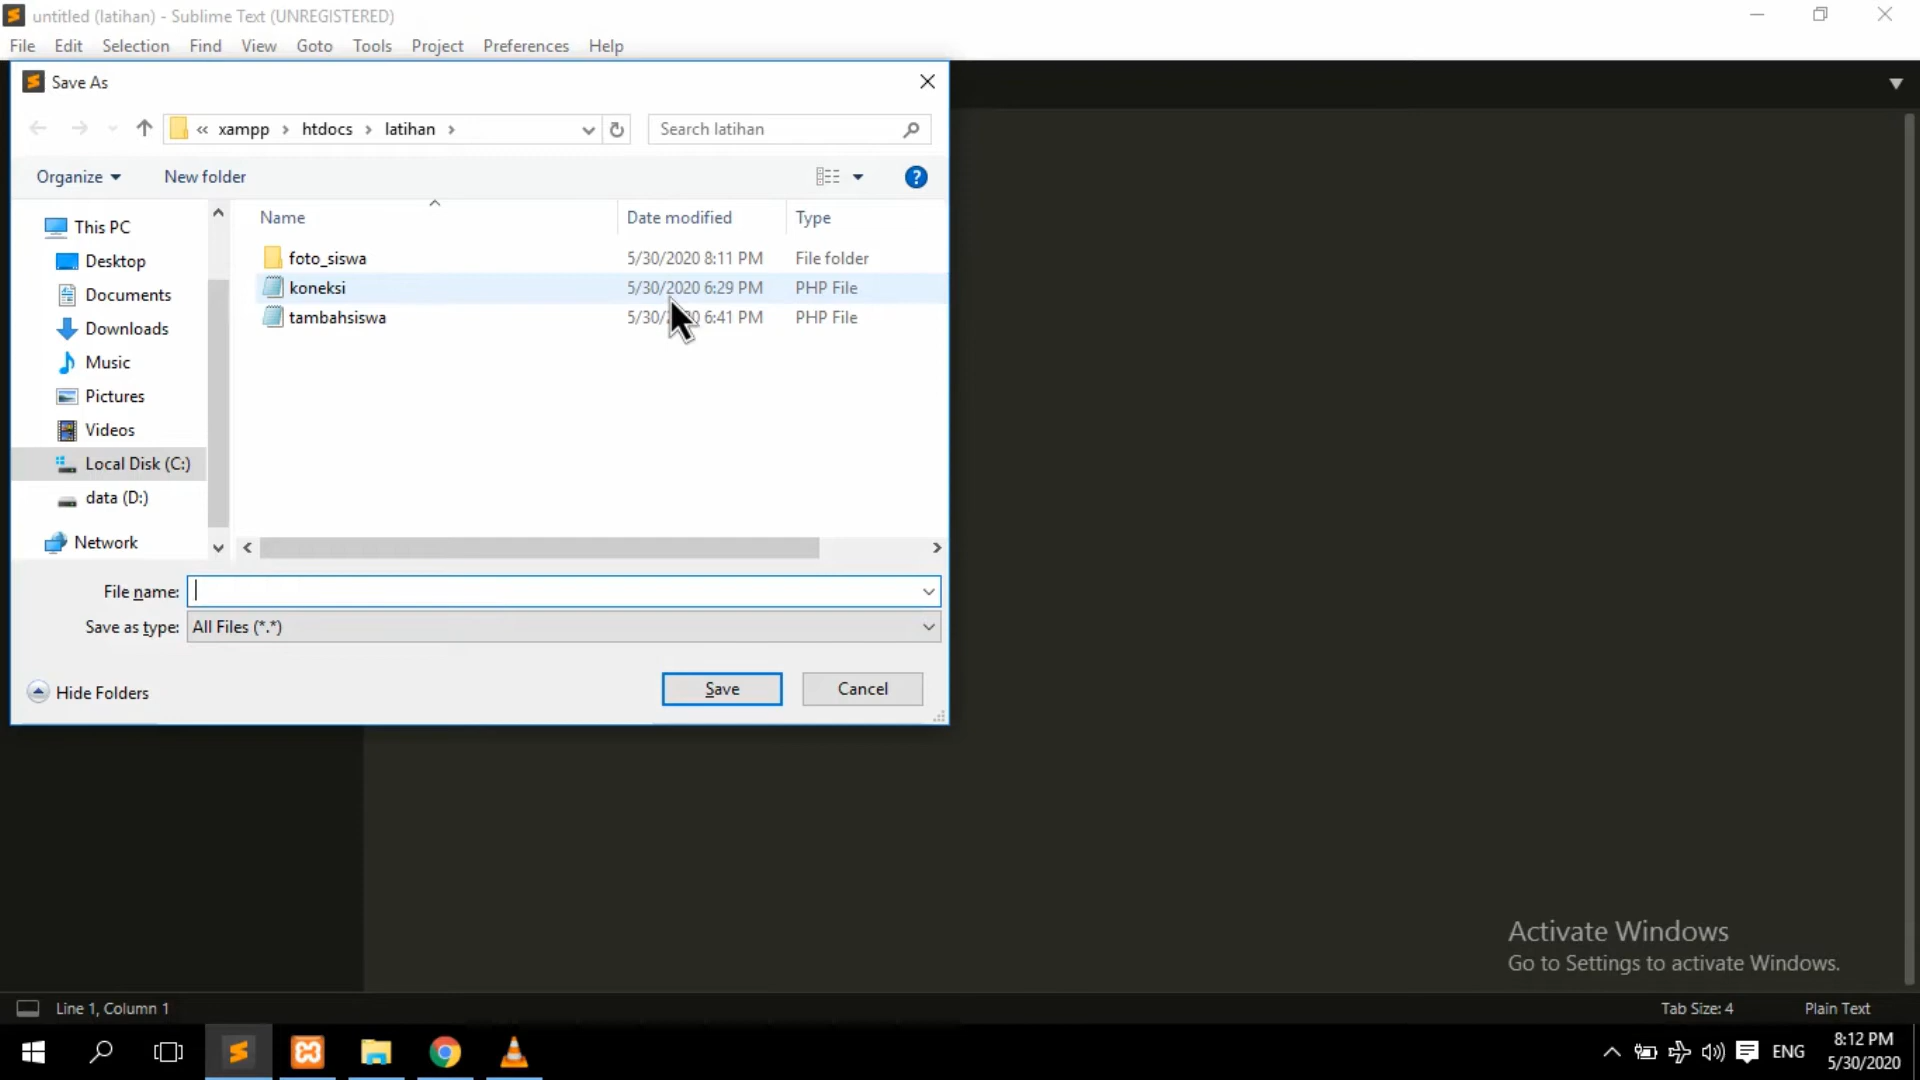 untitled (latihan) - Sublime Text (UNREGISTERED)
File Edit Selection Find View Goto Tools Project Preferences Help
Save As
« xampp › htdocs › latihan ›
Search latihan
Organize
New folder
Name Date modified Type
This PC
Desktop
Documents
Downloads
Music
Pictures
Videos
Local Disk (C:)
data (D:)
Network
foto_siswa 5/30/2020 8:11 PM File folder
koneksi 5/30/2020 6:29 PM PHP File
tambahsiswa 6:41 PM PHP File
File name:
Save as type: All Files (*.*)
Hide Folders
Save
Cancel
Activate Windows
Go to Settings to activate Windows.
Line 1, Column 1
Tab Size: 4
Plain Text
ENG
8:12 PM
5/30/2020